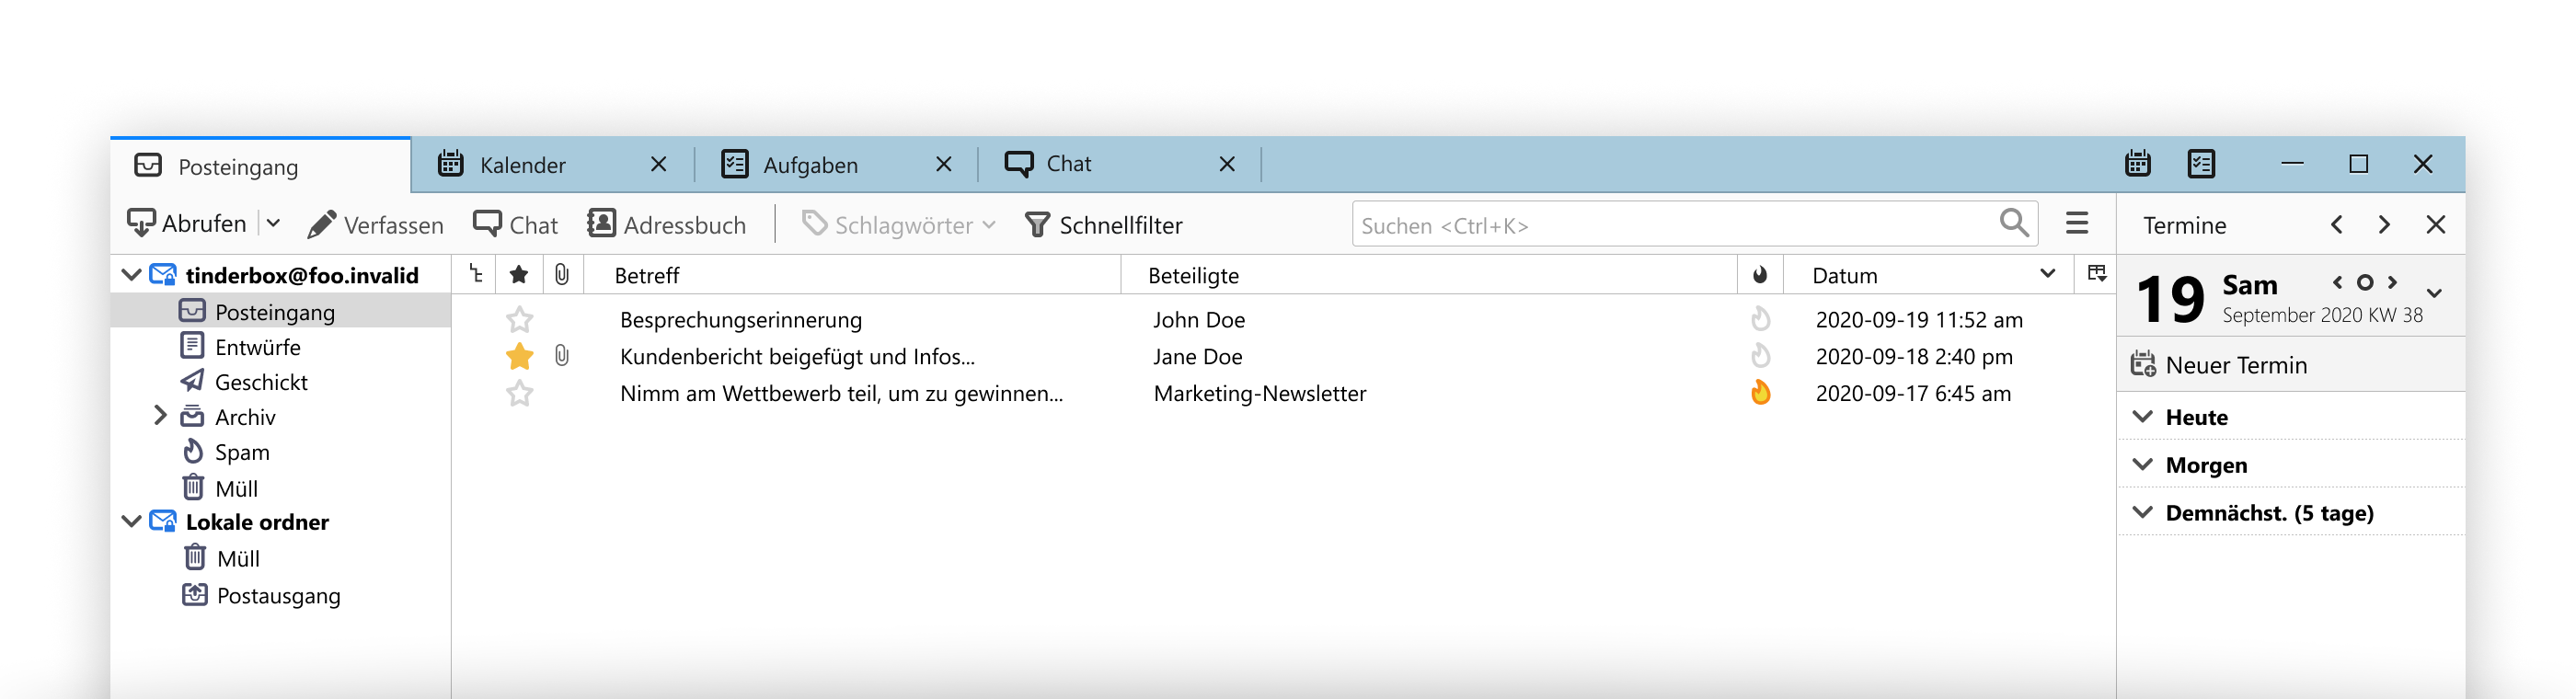 Posteingang
Kalender
Aufgaben
Chat
Abrufen
Verfassen
Chat
Adressbuch
Schlagwörter
Schnellfilter
Suchen <Ctrl+K>
Termine
tinderbox@foo.invalid
Posteingang
Entwürfe
Geschickt
Archiv
Spam
Müll
Lokale ordner
Müll
Postausgang
Betreff Beteiligte Datum
Besprechungserinnerung John Doe 2020-09-19 11:52 am
Kundenbericht beigefügt und Infos... Jane Doe 2020-09-18 2:40 pm
Nimm am Wettbewerb teil, um zu gewinnen... Marketing-Newsletter 2020-09-17 6:45 am
19 Sam
September 2020 KW 38
Neuer Termin
Heute
Morgen
Demnächst. (5 tage)